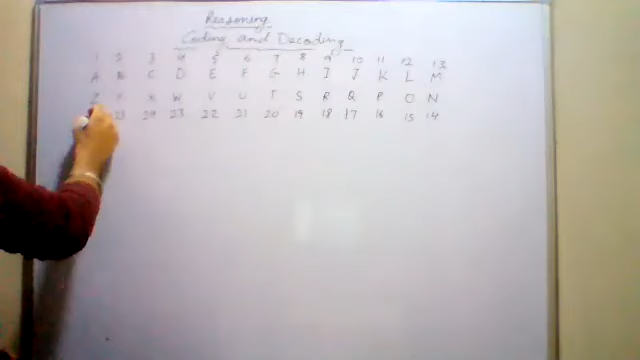 Reasoning
Coding and Decoding
1 2 3 4 5 6 7 8 9 10 11 12 13
A B C D E F G H I J K L M
Z Y X W V U T S R Q P O N
25 24 23 22 21 20 19 18 17 16 15 14